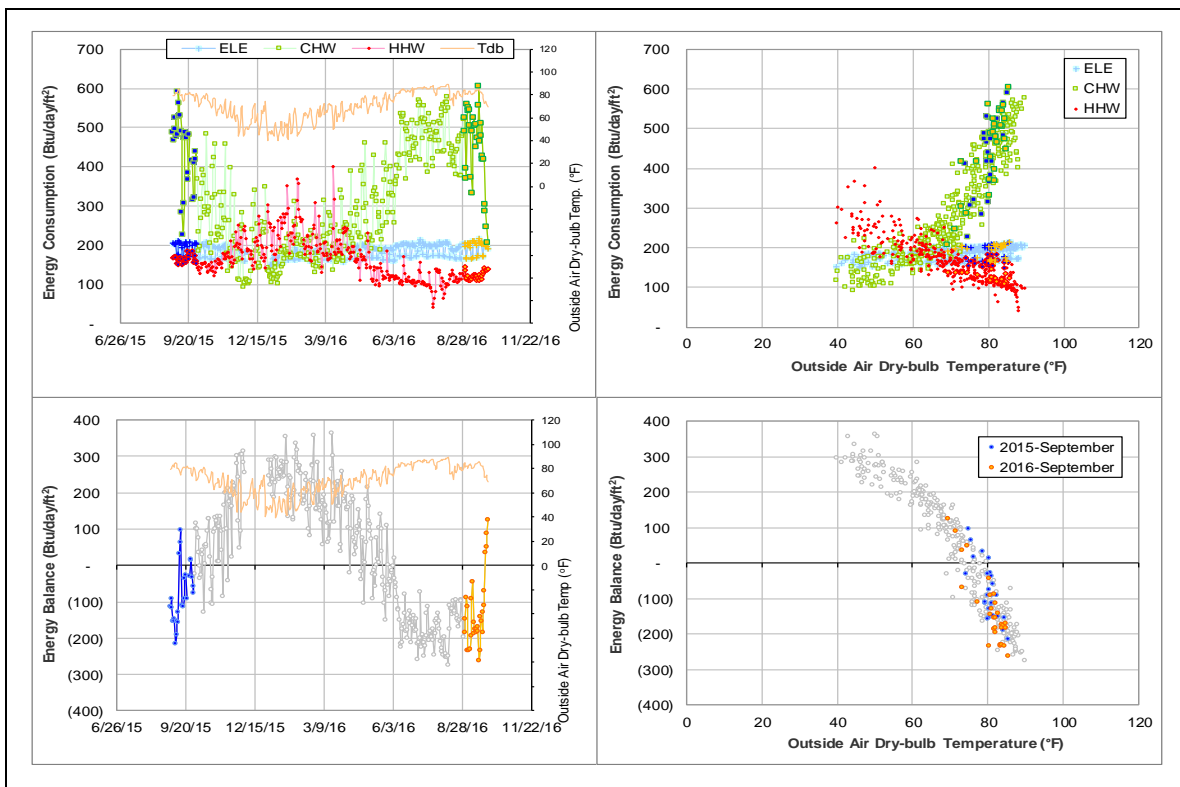 ELE CHW HHW Tdb
Energy Consumption (Btu/day/ft²)
700
600
500
400
300
200
100
-
120
100
80
60
40
20
0
Outside Air Dry-bulb Temp. (°F)
6/26/15 9/20/15 12/15/15 3/9/16 6/3/16 8/28/16 11/22/16
ELE
CHW
HHW
Energy Consumption (Btu/day/ft²)
700
600
500
400
300
200
100
-
0 20 40 60 80 100 120
Outside Air Dry-bulb Temperature (°F)
Energy Balance (Btu/day/ft²)
400
300
200
100
-
(100)
(200)
(300)
(400)
120
100
80
60
40
20
0
Outside Air Dry-bulb Temp (°F)
6/26/15 9/20/15 12/15/15 3/9/16 6/3/16 8/28/16 11/22/16
2015-September
2016-September
Energy Balance (Btu/day/ft²)
400
300
200
100
-
(100)
(200)
(300)
(400)
0 20 40 60 80 100 120
Outside Air Dry-bulb Temperature (°F)